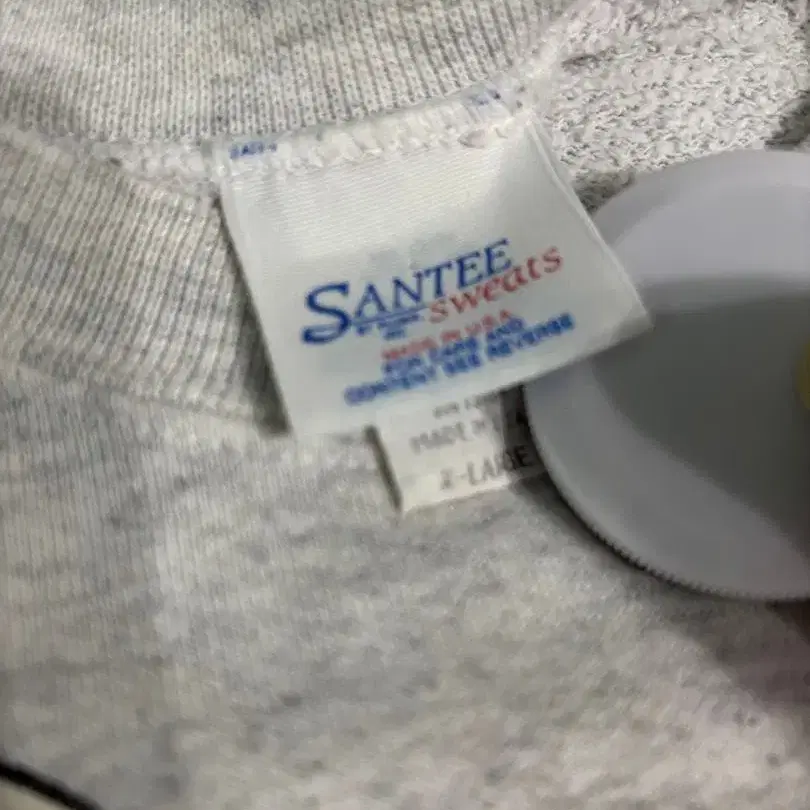 SANTEE
sweats
MADE IN U.S.A.
FOR CARE AND
CONTENT SEE REVERSE
MADE IN
X-LARGE